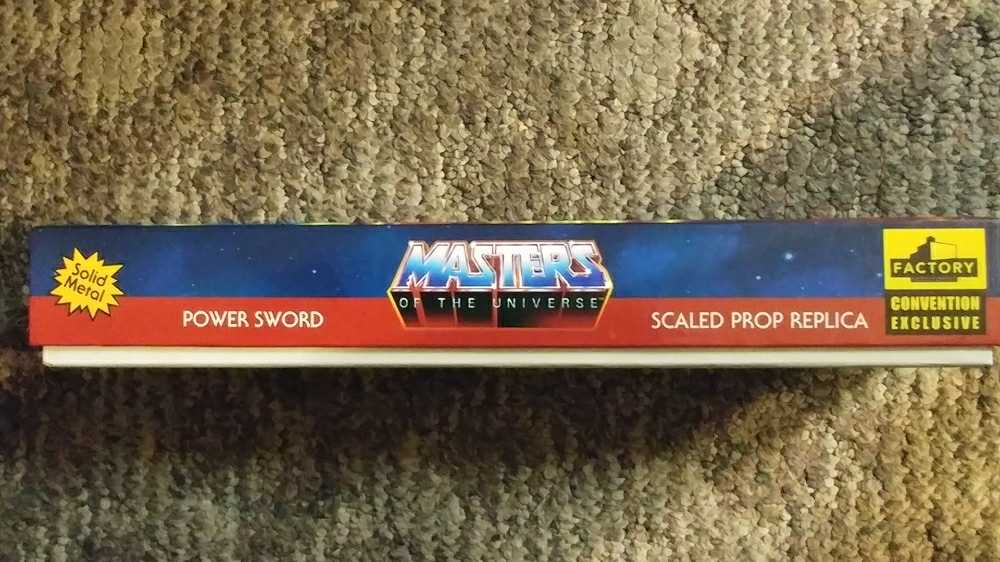 Solid
Metal
POWER SWORD
MASTERS
OF THE UNIVERSE
SCALED PROP REPLICA
FACTORY
CONVENTION
EXCLUSIVE